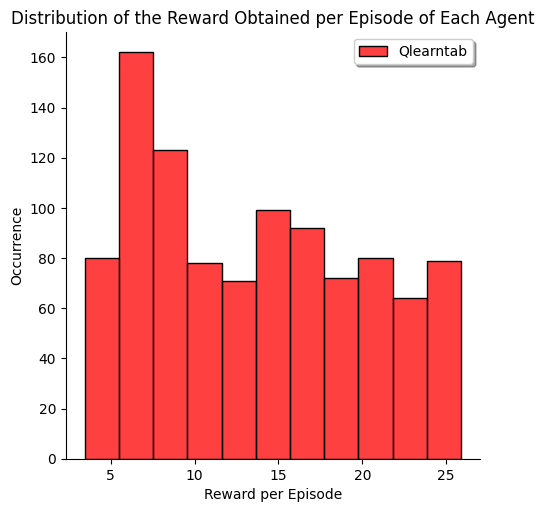 Distribution of the Reward Obtained per Episode of Each Agent
Qlearntab
160
140
120
100
80
60
40
20
0
Occurrence
5 10 15 20 25
Reward per Episode